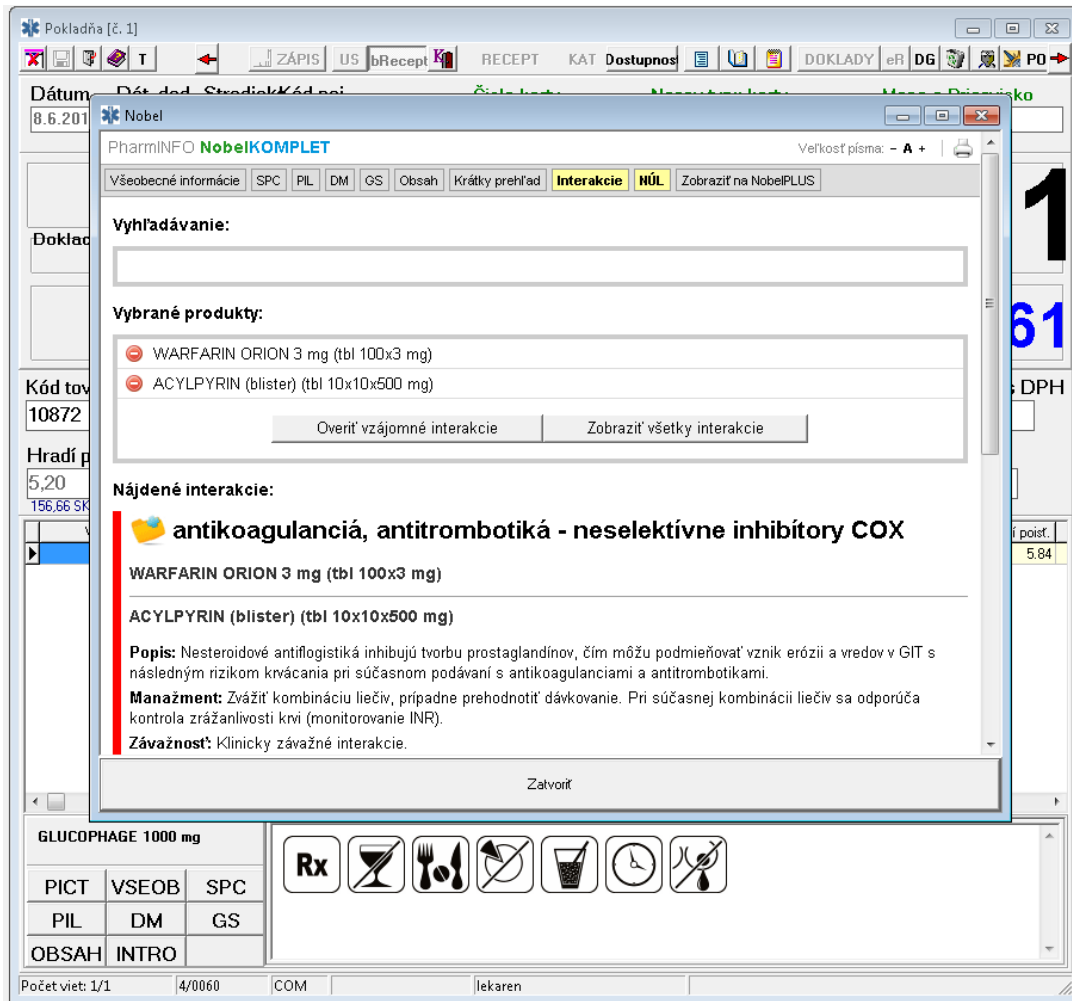 Pokladňa [č. 1]
T ZÁPIS US bRecept RECEPT KAT Dostupnos DOKLADY eR DG PO
Dátum
8.6.201
Nobel
PharmINFO NobelKOMPLET Veľkosť písma: - A +
Všeobecné informácie SPC PIL DM GS Obsah Krátky prehľad Interakcie NÚL Zobraziť na NobelPLUS
Vyhľadávanie:
1
Doklad
Vybrané produkty:
61
WARFARIN ORION 3 mg (tbl 100x3 mg)
ACYLPYRIN (blister) (tbl 10x10x500 mg)
Kód tov s DPH
10872
Overiť vzájomné interakcie Zobraziť všetky interakcie
Hradí p
5,20
156,66 SK
Nájdené interakcie:
antikoagulanciá, antitrombotiká - neselektívne inhibítory COX
í poisť.
5.84
WARFARIN ORION 3 mg (tbl 100x3 mg)
ACYLPYRIN (blister) (tbl 10x10x500 mg)
Popis: Nesteroidové antiflogistiká inhibujú tvorbu prostaglandínov, čím môžu podmieňovať vznik erózii a vredov v GIT s
následným rizikom krvácania pri súčasnom podávaní s antikoagulanciami a antitrombotikami.
Manažment: Zvážiť kombináciu liečiv, prípadne prehodnotiť dávkovanie. Pri súčasnej kombinácii liečiv sa odporúča
kontrola zrážanlivosti krvi (monitorovanie INR).
Závažnosť: Klinicky závažné interakcie.
Zatvoriť
GLUCOPHAGE 1000 mg
Rx
PICT VSEOB SPC
PIL DM GS
OBSAH INTRO
Počet viet: 1/1 4/0060 COM lekaren